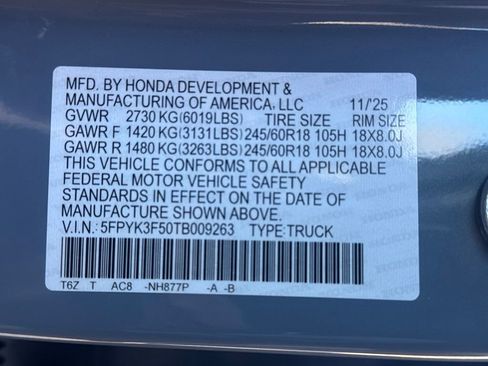 MFD. BY HONDA DEVELOPMENT &
MANUFACTURING OF AMERICA, LLC 11/25
GVWR 2730 KG(6019LBS) TIRE SIZE RIM SIZE
GAWR F 1420 KG(3131LBS) 245/60R18 105H 18X8.0J
GAWR R 1480 KG(3263LBS) 245/60R18 105H 18X8.0J
THIS VEHICLE CONFORMS TO ALL APPLICABLE
FEDERAL MOTOR VEHICLE SAFETY
STANDARDS IN EFFECT ON THE DATE OF
MANUFACTURE SHOWN ABOVE.
V.I.N.: 5FPYK3F50TB009263 TYPE:TRUCK
T6Z T AC8 -NH877P -A -B